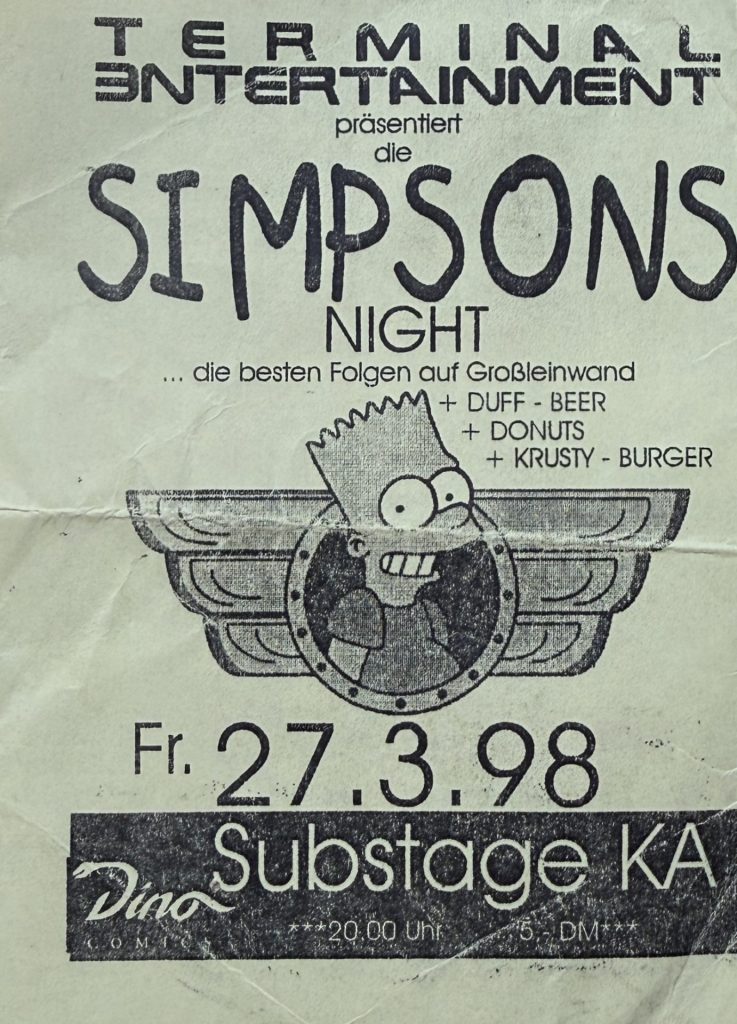 TERMINAL
ENTERTAINMENT
präsentiert
die
SIMPSONS
NIGHT
... die besten Folgen auf Großleinwand
+ DUFF - BEER
+ DONUTS
+ KRUSTY - BURGER
Fr. 27.3.98
Substage KA
Dino
COMICS
***20.00 Uhr 5,- DM***